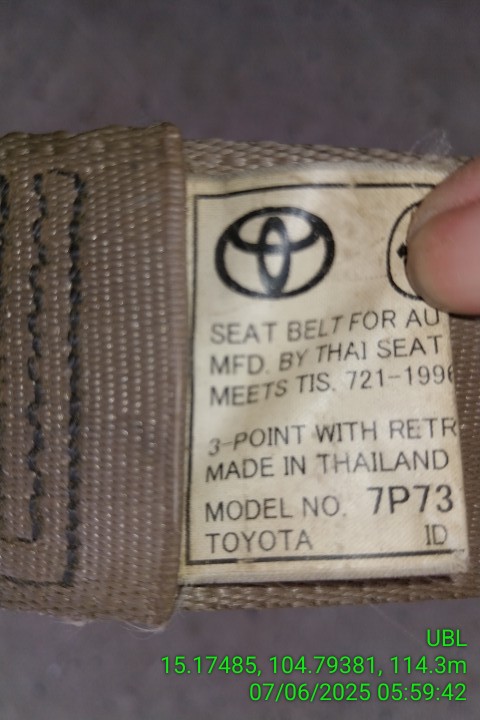 SEAT BELT FOR AU
MFD. BY THAI SEAT
MEETS TIS. 721-1996
3-POINT WITH RETR
MADE IN THAILAND
MODEL NO. 7P73
TOYOTA ID
UBL
15.17485, 104.79381, 114.3m
07/06/2025 05:59:42